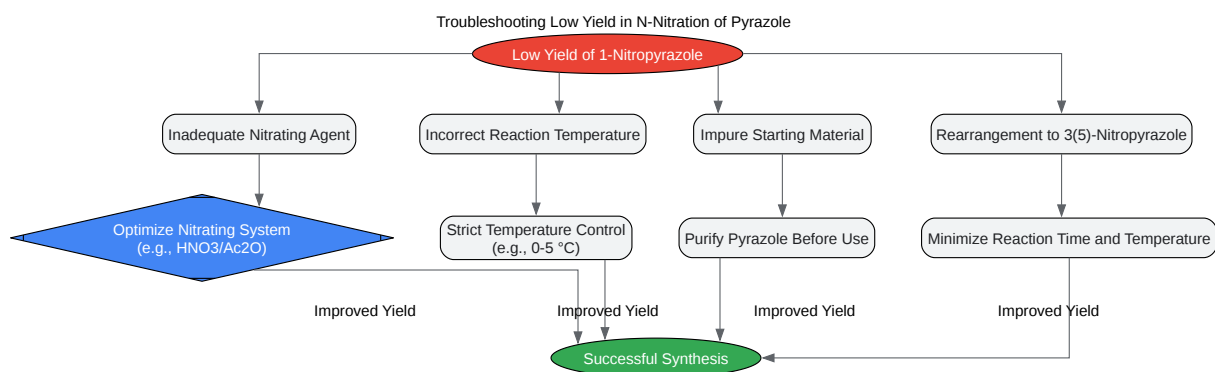 Troubleshooting Low Yield in N-Nitration of Pyrazole
Low Yield of 1-Nitropyrazole
Inadequate Nitrating Agent
Incorrect Reaction Temperature
Impure Starting Material
Rearrangement to 3(5)-Nitropyrazole
Optimize Nitrating System
(e.g., HNO3/Ac2O)
Strict Temperature Control
(e.g., 0-5 °C)
Purify Pyrazole Before Use
Minimize Reaction Time and Temperature
Improved Yield
Improved Yield
Improved Yield
Improved Yield
Successful Synthesis